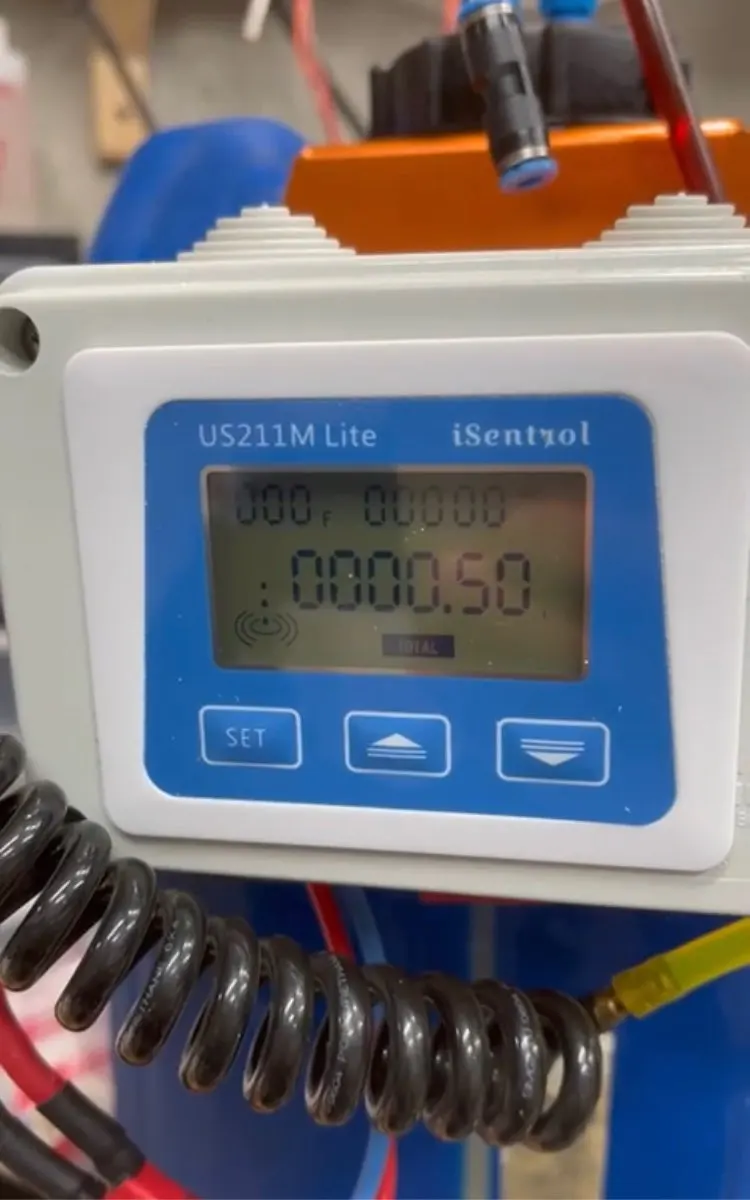 US211M Lite iSentrol
000 F 00000
0000.50
TOTAL
SET